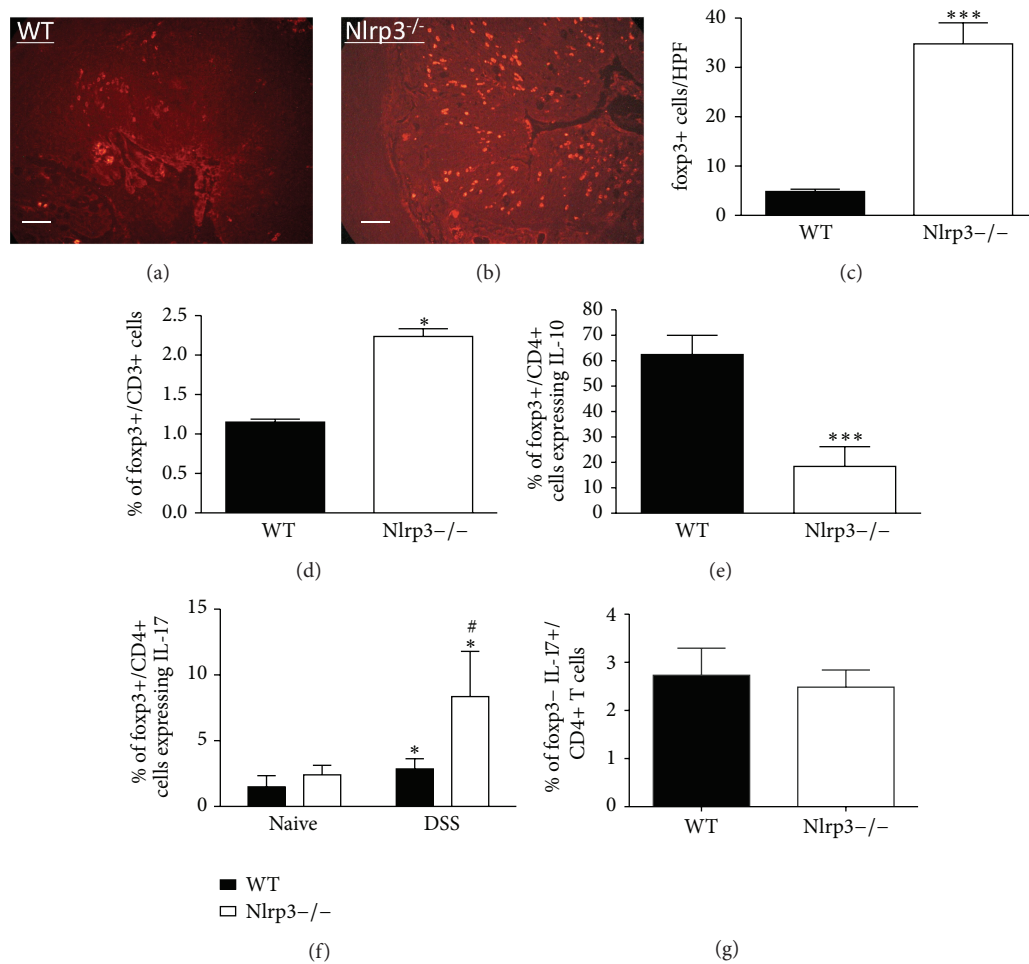 WT
Nlrp3-/-
(a)
(b)
foxp3+ cells/HPF
40
30
20
10
0
***
WT
Nlrp3−/−
(c)
% of foxp3+/CD3+ cells
2.5
2.0
1.5
1.0
0.5
0.0
*
WT
Nlrp3−/−
(d)
% of foxp3+/CD4+
cells expressing IL-10
80
70
60
50
40
30
20
10
0
***
WT
Nlrp3−/−
(e)
% of foxp3+/CD4+
cells expressing IL-17
15
10
5
0
*
#
*
Naive
DSS
WT
Nlrp3−/−
(f)
% of foxp3− IL-17+/
CD4+ T cells
4
3
2
1
0
WT
Nlrp3−/−
(g)